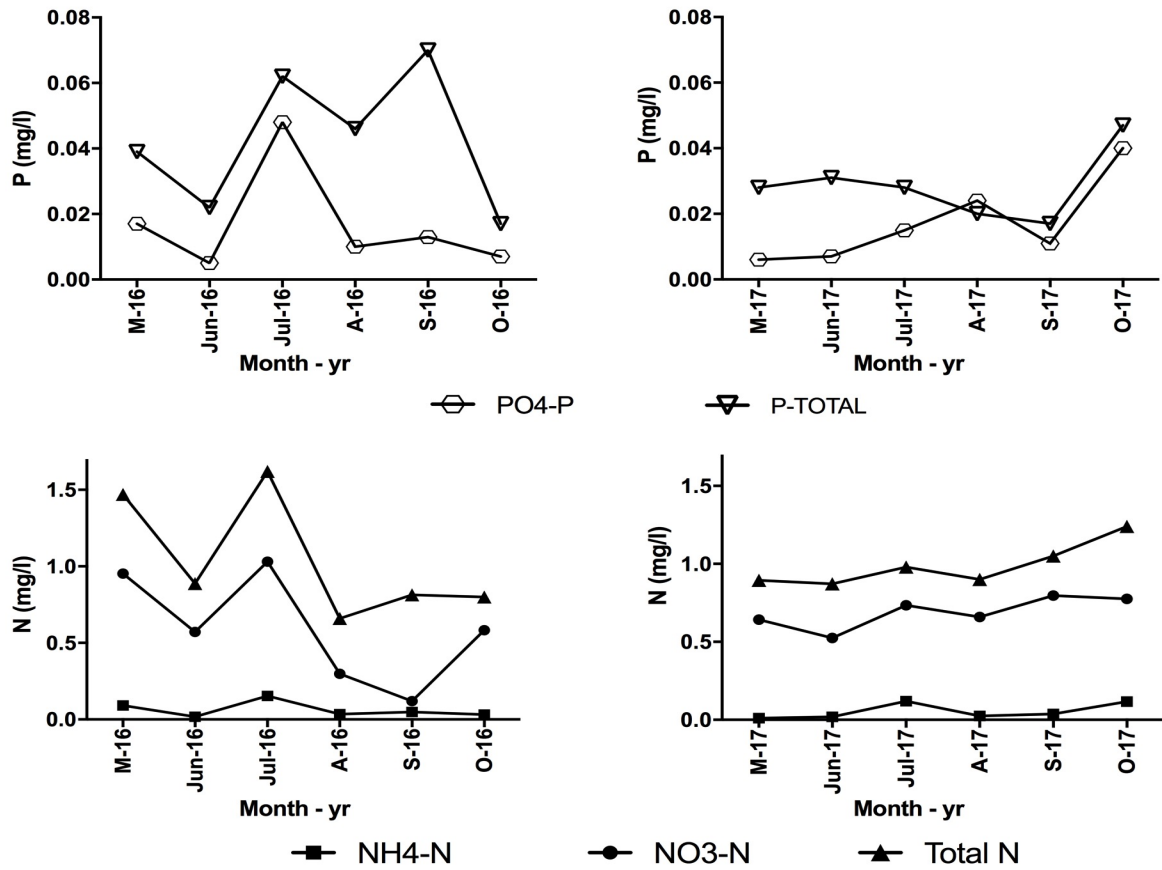 0.08
0.06
0.04
0.02
0.00
P (mg/l)
M-16
Jun-16
Jul-16
A-16
S-16
O-16
Month - yr
0.08
0.06
0.04
0.02
0.00
P (mg/l)
M-17
Jun-17
Jul-17
A-17
S-17
O-17
Month - yr
PO4-P
P-TOTAL
1.5
1.0
0.5
0.0
N (mg/l)
M-16
Jun-16
Jul-16
A-16
S-16
O-16
Month - yr
1.5
1.0
0.5
0.0
N (mg/l)
M-17
Jun-17
Jul-17
A-17
S-17
O-17
Month - yr
NH4-N
NO3-N
Total N